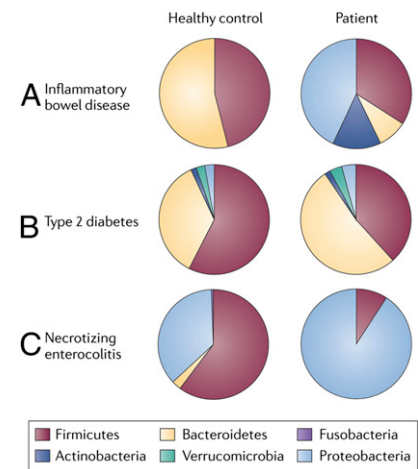 Healthy control Patient
A Inflammatory
bowel disease
B Type 2 diabetes
C Necrotizing
enterocolitis
Firmicutes Bacteroidetes Fusobacteria
Actinobacteria Verrucomicrobia Proteobacteria